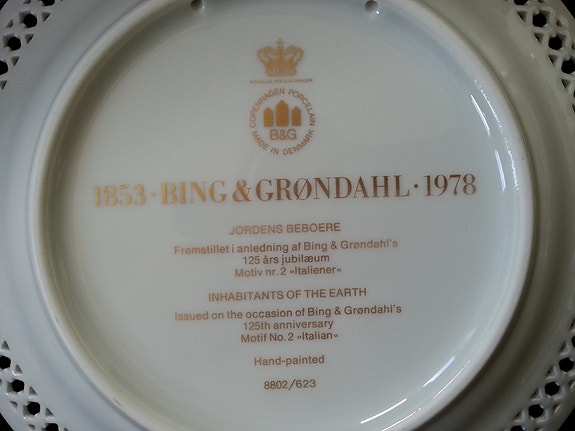 COPENHAGEN PORCELAIN
B&G
MADE IN DENMARK
1853 · BING & GRØNDAHL · 1978
JORDENS BEBOERE
Fremstillet i anledning af Bing & Grøndahl's
125 års jubilæum
Motiv nr. 2 »Italiener«
INHABITANTS OF THE EARTH
Issued on the occasion of Bing & Grøndahl's
125th anniversary
Motif No. 2 »Italian«
Hand-painted
8802/623